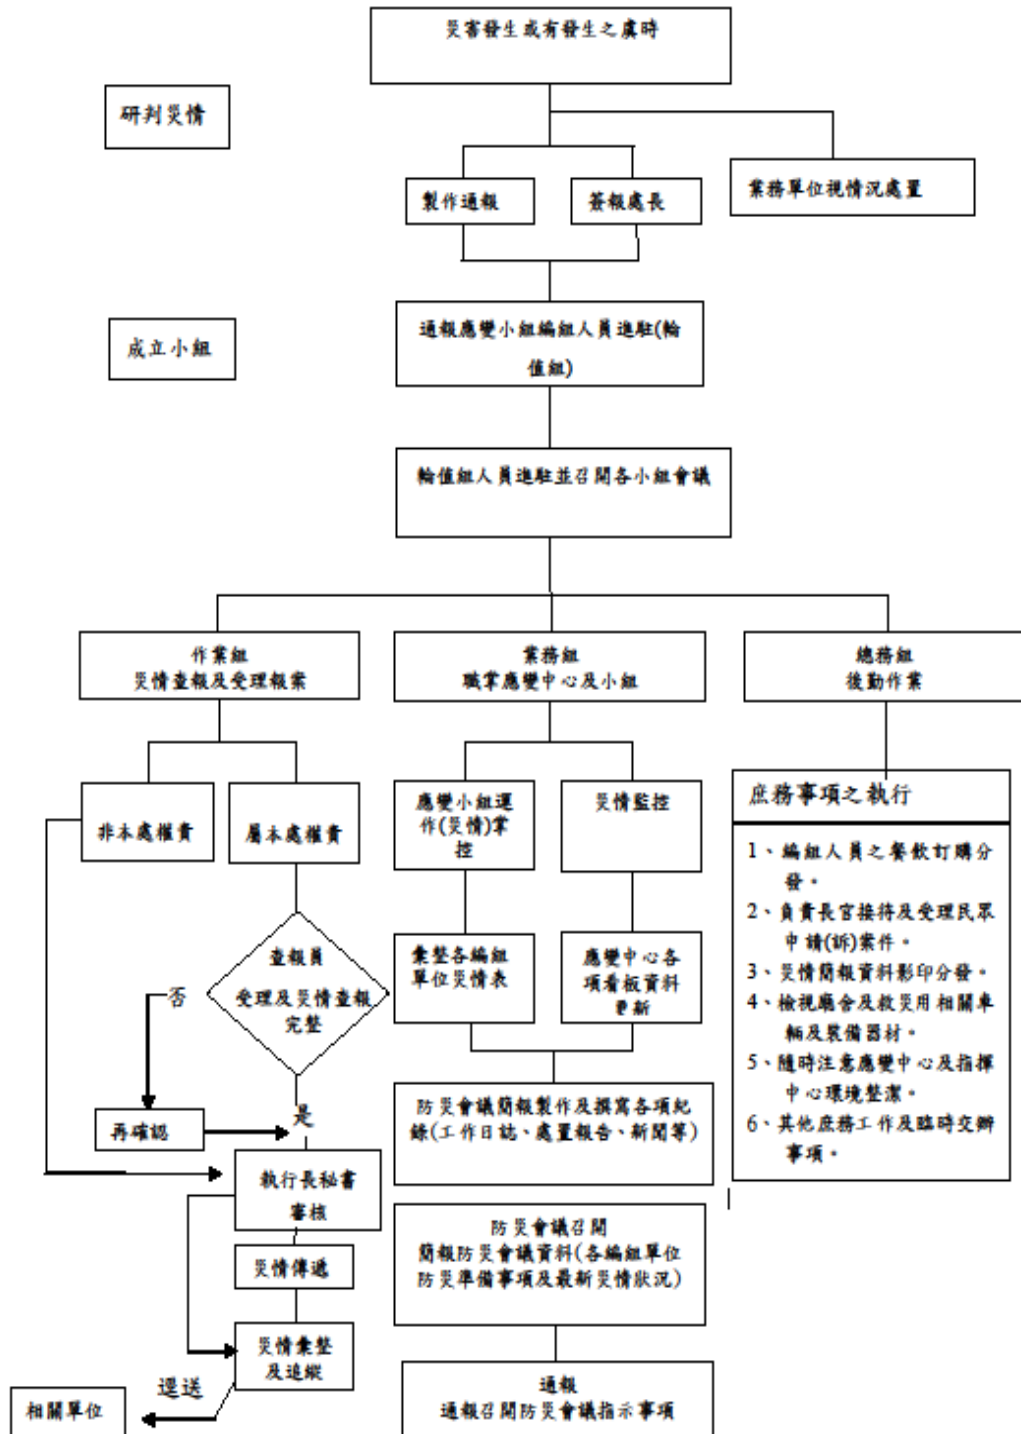 災害發生或有發生之虞時
研判災情
製作通報
簽報處長
業務單位視情況處置
成立小組
通報應變小組編組人員進駐(輪
值組)
輪值組人員進駐並召開各小組會議
作業組
災情查報及受理報案
業務組
職掌應變中心及小組
總務組
後勤作業
非本處權責
屬本處權責
應變小組運
作(災情)掌
控
災情監控
庶務事項之執行
1、編組人員之餐飲訂購分
發。
2、負責長官接待及受理民眾
申請(訴)案件。
3、災情簡報資料影印分發。
4、檢視廳舍及救災用相關車
輛及裝備器材。
5、隨時注意應變中心及指揮
中心環境整潔。
6、其他庶務工作及臨時交辦
事項。
查報員
受理及災情查報
完整
彙整各編組
單位災情表
應變中心各
項看板資料
更新
否
是
再確認
防災會議簡報製作及撰寫各項紀
錄(工作日誌、處置報告、新聞等)
執行長秘書
審核
災情傳遞
防災會議召開
簡報防災會議資料(各編組單位
防災準備事項及最新災情狀況)
災情彙整
及追蹤
遞送
相關單位
通報
通報召開防災會議指示事項